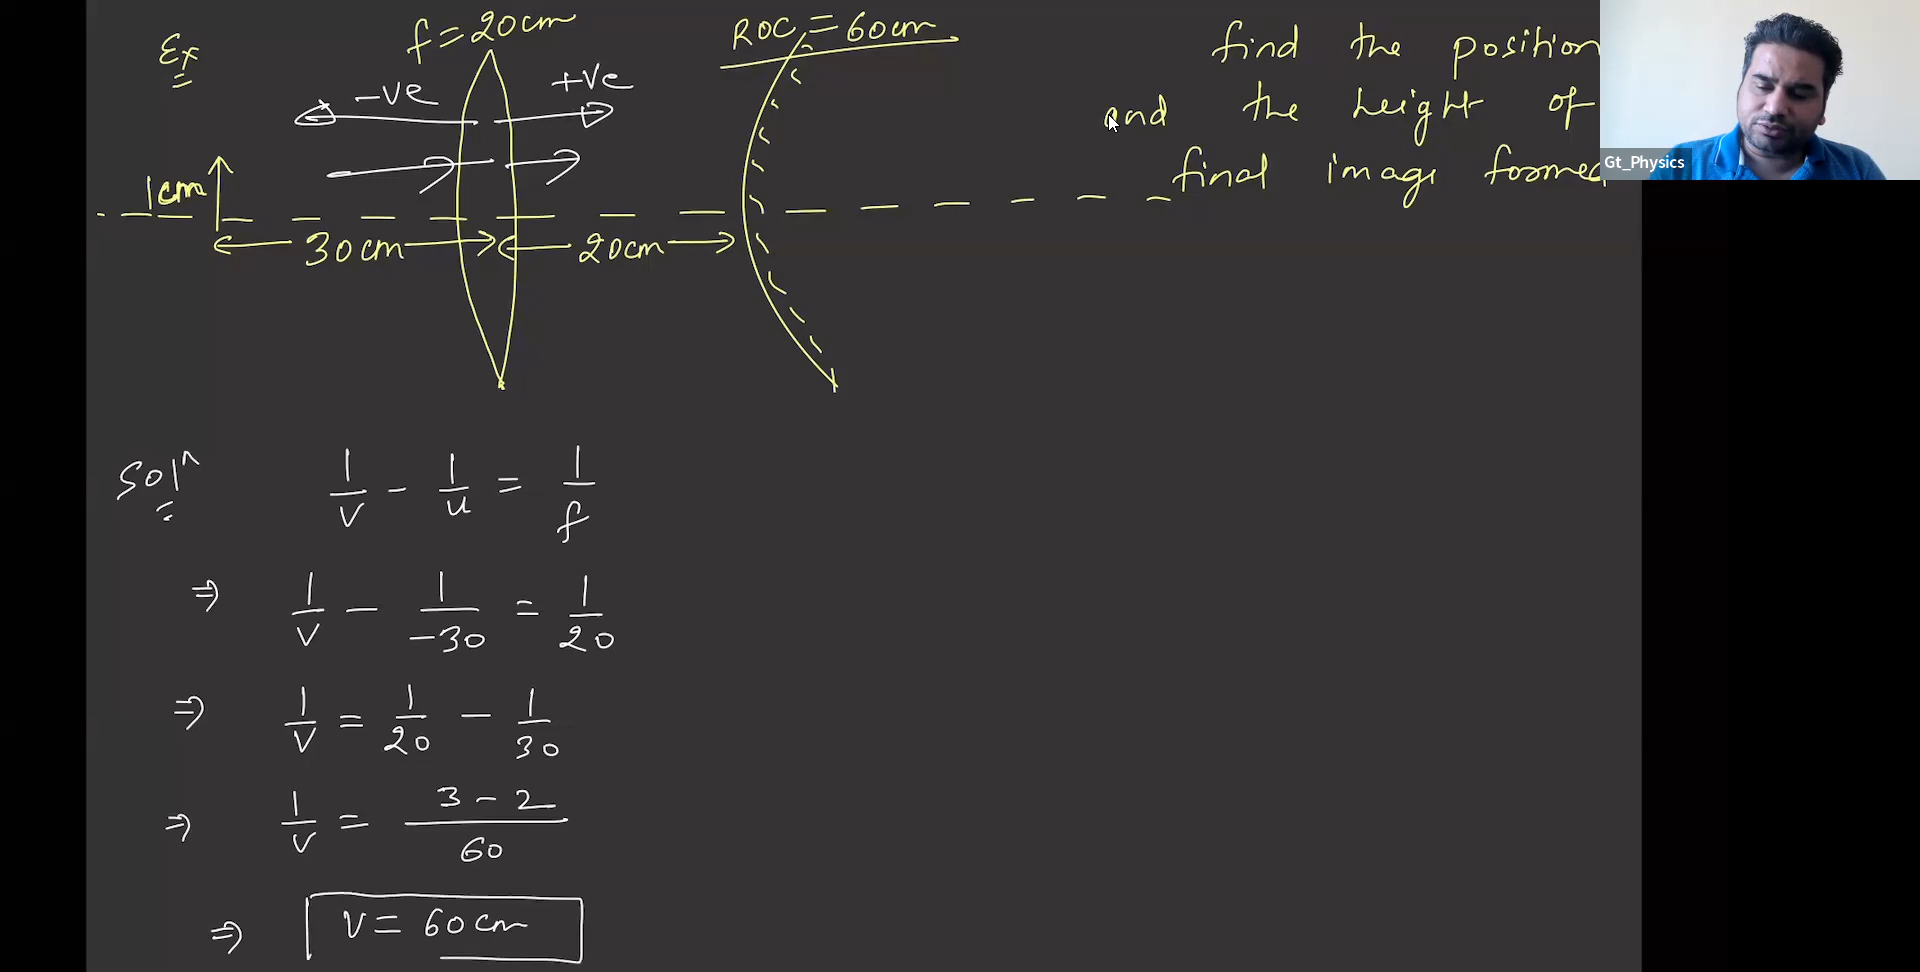 Ex
f = 20cm
ROC = 60cm
find the position
and the height of
final image formed
-ve
+ve
1cm
30cm
20cm
Gt_Physics
Solⁿ
1/v - 1/u = 1/f
⇒ 1/v - 1/-30 = 1/20
⇒ 1/v = 1/20 - 1/30
⇒ 1/v = 3 - 2/60
⇒ v = 60cm